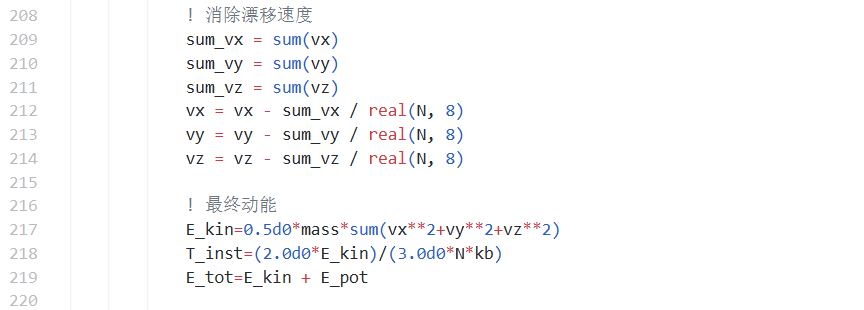 208 ! 消除漂移速度
209 sum_vx = sum(vx)
210 sum_vy = sum(vy)
211 sum_vz = sum(vz)
212 vx = vx - sum_vx / real(N, 8)
213 vy = vy - sum_vy / real(N, 8)
214 vz = vz - sum_vz / real(N, 8)
215
216 ! 最终动能
217 E_kin=0.5d0*mass*sum(vx**2+vy**2+vz**2)
218 T_inst=(2.0d0*E_kin)/(3.0d0*N*kb)
219 E_tot=E_kin + E_pot
220